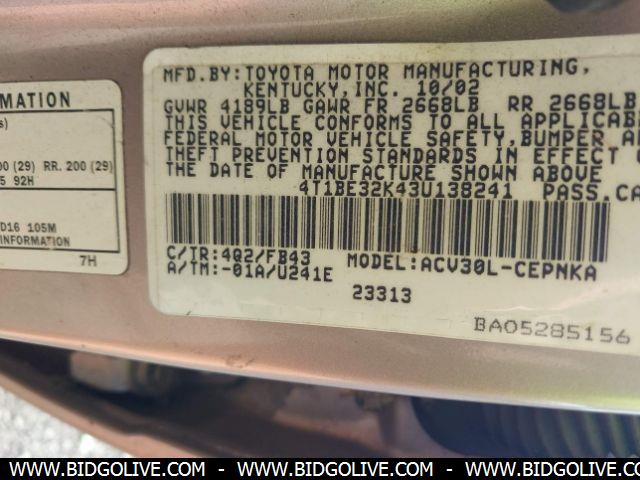 MFD.BY:TOYOTA MOTOR MANUFACTURING,
KENTUCKY,INC. 10/02
GVWR 4189LB GAWR FR 2668LB RR 2668LB
THIS VEHICLE CONFORMS TO ALL APPLICABLE
FEDERAL MOTOR VEHICLE SAFETY,BUMPER A
THEFT PREVENTION STANDARDS IN EFFECT
THE DATE OF MANUFACTURE SHOWN ABOVE
4T1BE32K43U138241 PASS.CA
C/TR:4Q2/FB43 MODEL:ACV30L-CEPNKA
A/TM:-01A/U241E
23313
BA05285156
RMATION
s)
00 (29) RR. 200 (29)
5 92H
D16 105M
INFORMATION
7H
WWW.BIDGOLIVE.COM - WWW.BIDGOLIVE.COM - WWW.BIDGOLIVE.COM